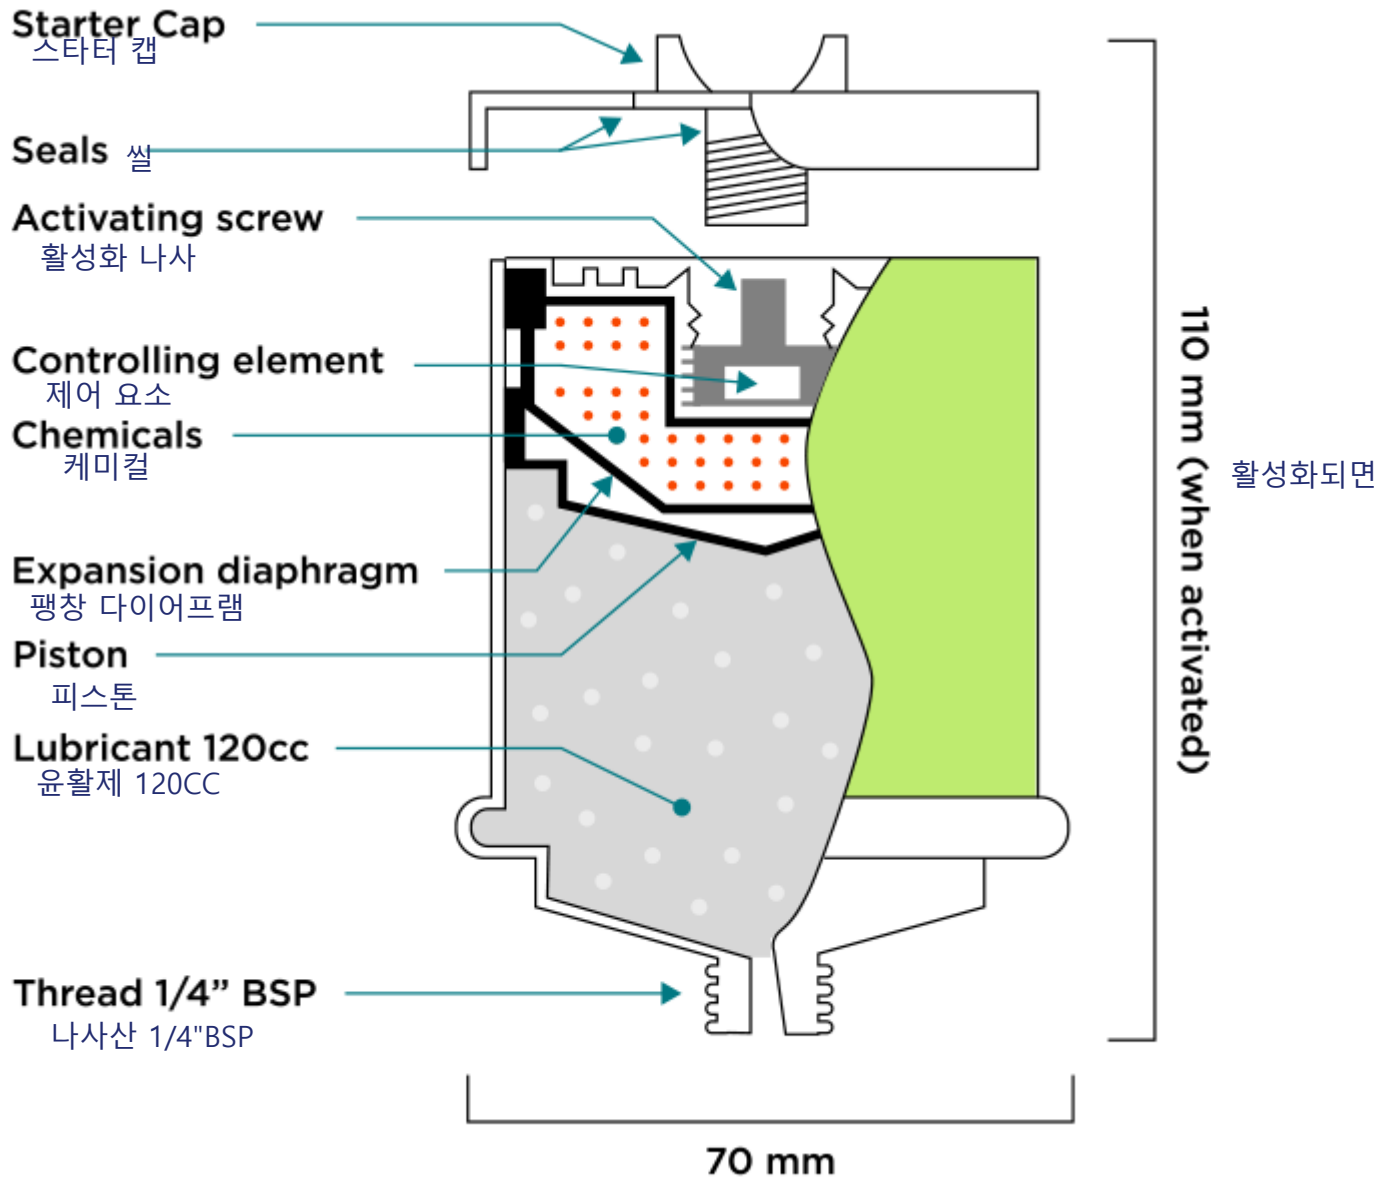 Starter Cap
스타터 캡
Seals 씰
Activating screw
활성화 나사
Controlling element
제어 요소
Chemicals
케미컬
Expansion diaphragm
팽창 다이어프램
Piston
피스톤
Lubricant 120cc
윤활제 120CC
Thread 1/4” BSP
나사산 1/4"BSP
110 mm (when activated)
활성화되면
70 mm